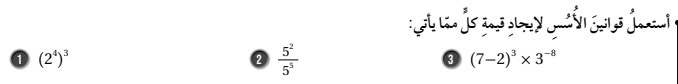 أستعملُ قوانينَ الأُسُسِ لإيجادِ قيمةِ كلٍّ ممّا يأتي:
1 (2⁴)³ 2 5²/5⁵ 3 (7−2)³ × 3⁻⁸